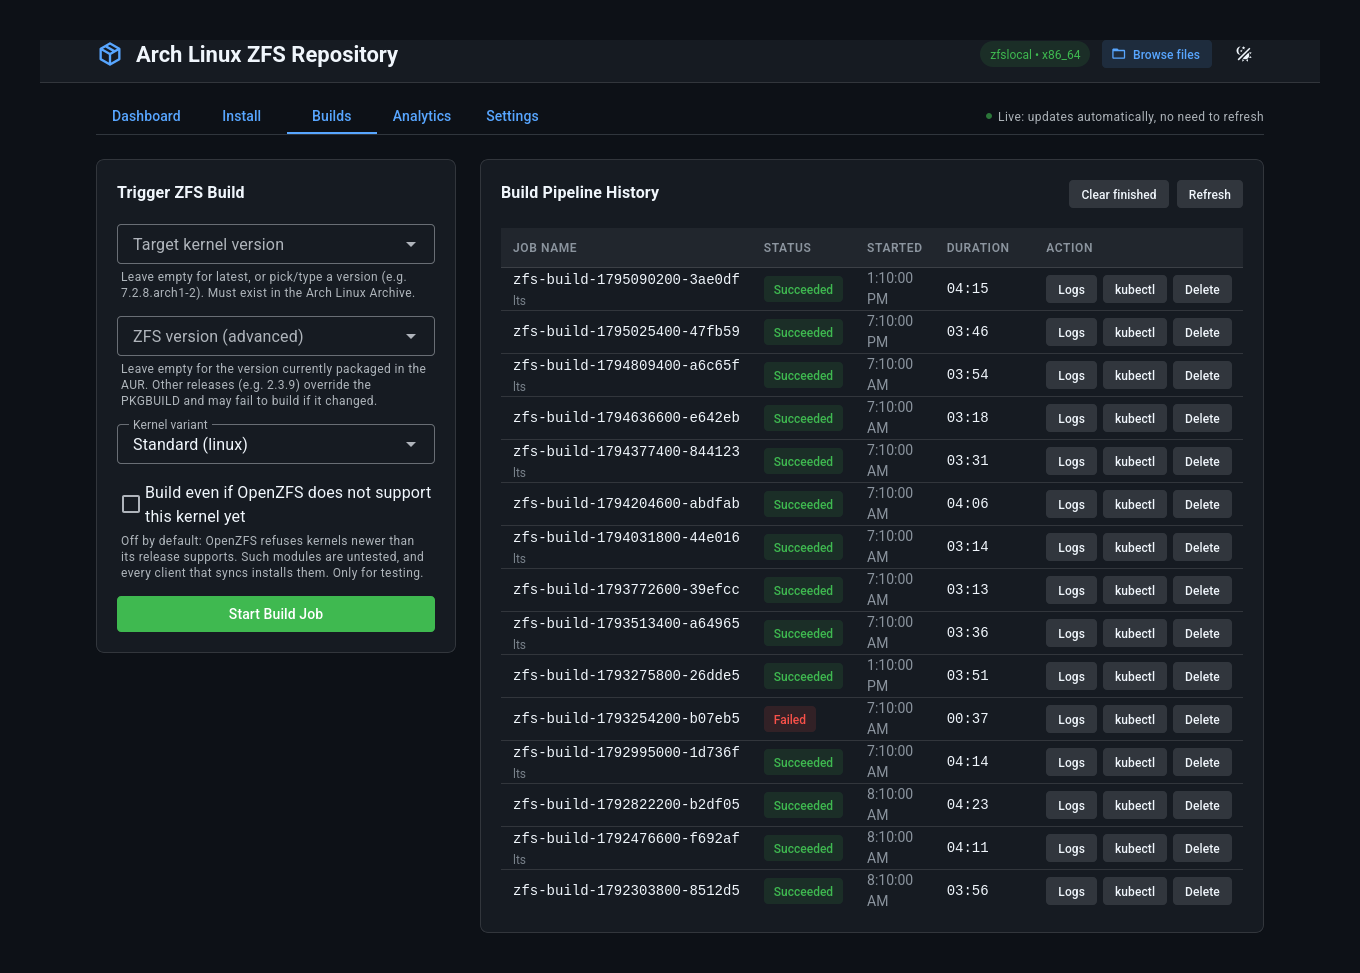 Arch Linux ZFS Repository
zfslocal • x86_64
Browse files
Dashboard
Install
Builds
Analytics
Settings
Live: updates automatically, no need to refresh
Trigger ZFS Build
Target kernel version
Leave empty for latest, or pick/type a version (e.g.
7.2.8.arch1-2). Must exist in the Arch Linux Archive.
ZFS version (advanced)
Leave empty for the version currently packaged in the
AUR. Other releases (e.g. 2.3.9) override the
PKGBUILD and may fail to build if it changed.
Kernel variant
Standard (linux)
Build even if OpenZFS does not support
this kernel yet
Off by default: OpenZFS refuses kernels newer than
its release supports. Such modules are untested, and
every client that syncs installs them. Only for testing.
Start Build Job
Build Pipeline History
Clear finished
Refresh
JOB NAME STATUS STARTED DURATION ACTION
zfs-build-1795090200-3ae0df
lts
Succeeded
1:10:00
PM
04:15
Logs kubectl Delete
zfs-build-1795025400-47fb59
Succeeded
7:10:00
PM
03:46
Logs kubectl Delete
zfs-build-1794809400-a6c65f
lts
Succeeded
7:10:00
AM
03:54
Logs kubectl Delete
zfs-build-1794636600-e642eb
Succeeded
7:10:00
AM
03:18
Logs kubectl Delete
zfs-build-1794377400-844123
lts
Succeeded
7:10:00
AM
03:31
Logs kubectl Delete
zfs-build-1794204600-abdfab
Succeeded
7:10:00
AM
04:06
Logs kubectl Delete
zfs-build-1794031800-44e016
lts
Succeeded
7:10:00
AM
03:14
Logs kubectl Delete
zfs-build-1793772600-39efcc
Succeeded
7:10:00
AM
03:13
Logs kubectl Delete
zfs-build-1793513400-a64965
lts
Succeeded
7:10:00
AM
03:36
Logs kubectl Delete
zfs-build-1793275800-26dde5
Succeeded
1:10:00
PM
03:51
Logs kubectl Delete
zfs-build-1793254200-b07eb5
Failed
7:10:00
AM
00:37
Logs kubectl Delete
zfs-build-1792995000-1d736f
lts
Succeeded
7:10:00
AM
04:14
Logs kubectl Delete
zfs-build-1792822200-b2df05
Succeeded
8:10:00
AM
04:23
Logs kubectl Delete
zfs-build-1792476600-f692af
lts
Succeeded
8:10:00
AM
04:11
Logs kubectl Delete
zfs-build-1792303800-8512d5
Succeeded
8:10:00
AM
03:56
Logs kubectl Delete